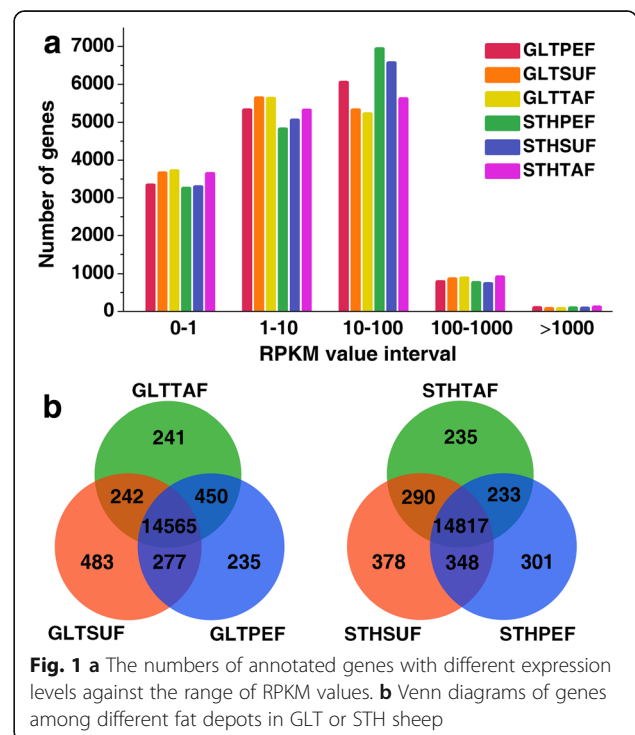 a
7000
6000
5000
4000
3000
2000
1000
0
Number of genes
GLTPEF
GLTSUF
GLTTAF
STHPEF
STHSUF
STHTAF
0-1 1-10 10-100 100-1000 >1000
RPKM value interval
b
GLTTAF
241
242 450
14565
483 277 235
GLTSUF GLTPEF
STHTAF
235
290 233
14817
378 348 301
STHSUF STHPEF
Fig. 1 a The numbers of annotated genes with different expression
levels against the range of RPKM values. b Venn diagrams of genes
among different fat depots in GLT or STH sheep